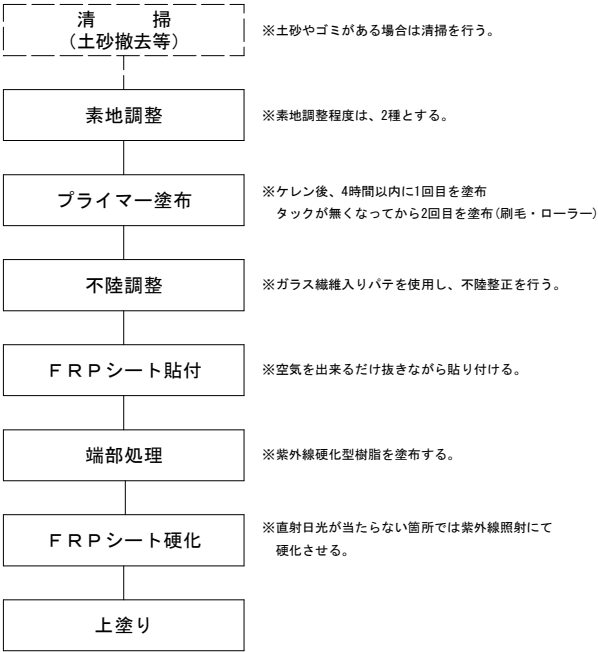 清　　掃
（土砂撤去等）
※土砂やゴミがある場合は清掃を行う。
素地調整
※素地調整程度は、2種とする。
プライマー塗布
※ケレン後、4時間以内に1回目を塗布
タックが無くなってから2回目を塗布(刷毛・ローラー)
不陸調整
※ガラス繊維入りパテを使用し、不陸整正を行う。
ＦＲＰシート貼付
※空気を出来るだけ抜きながら貼り付ける。
端部処理
※紫外線硬化型樹脂を塗布する。
ＦＲＰシート硬化
※直射日光が当たらない箇所では紫外線照射にて
硬化させる。
上塗り